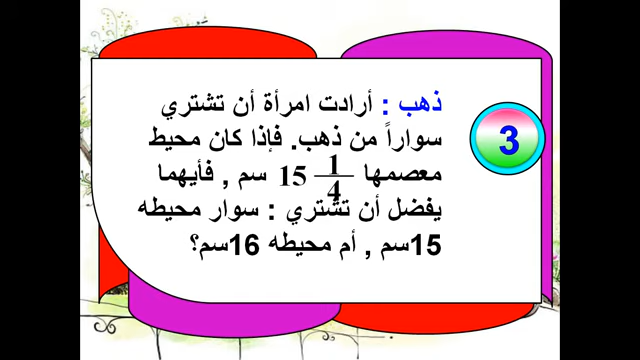 ذهب : أرادت امرأة أن تشتري
سواراً من ذهب. فإذا كان محيط
معصمها 15 1/4 سم , فأيهما
يفضل أن تشتري : سوار محيطه
15سم , أم محيطه 16سم؟
3